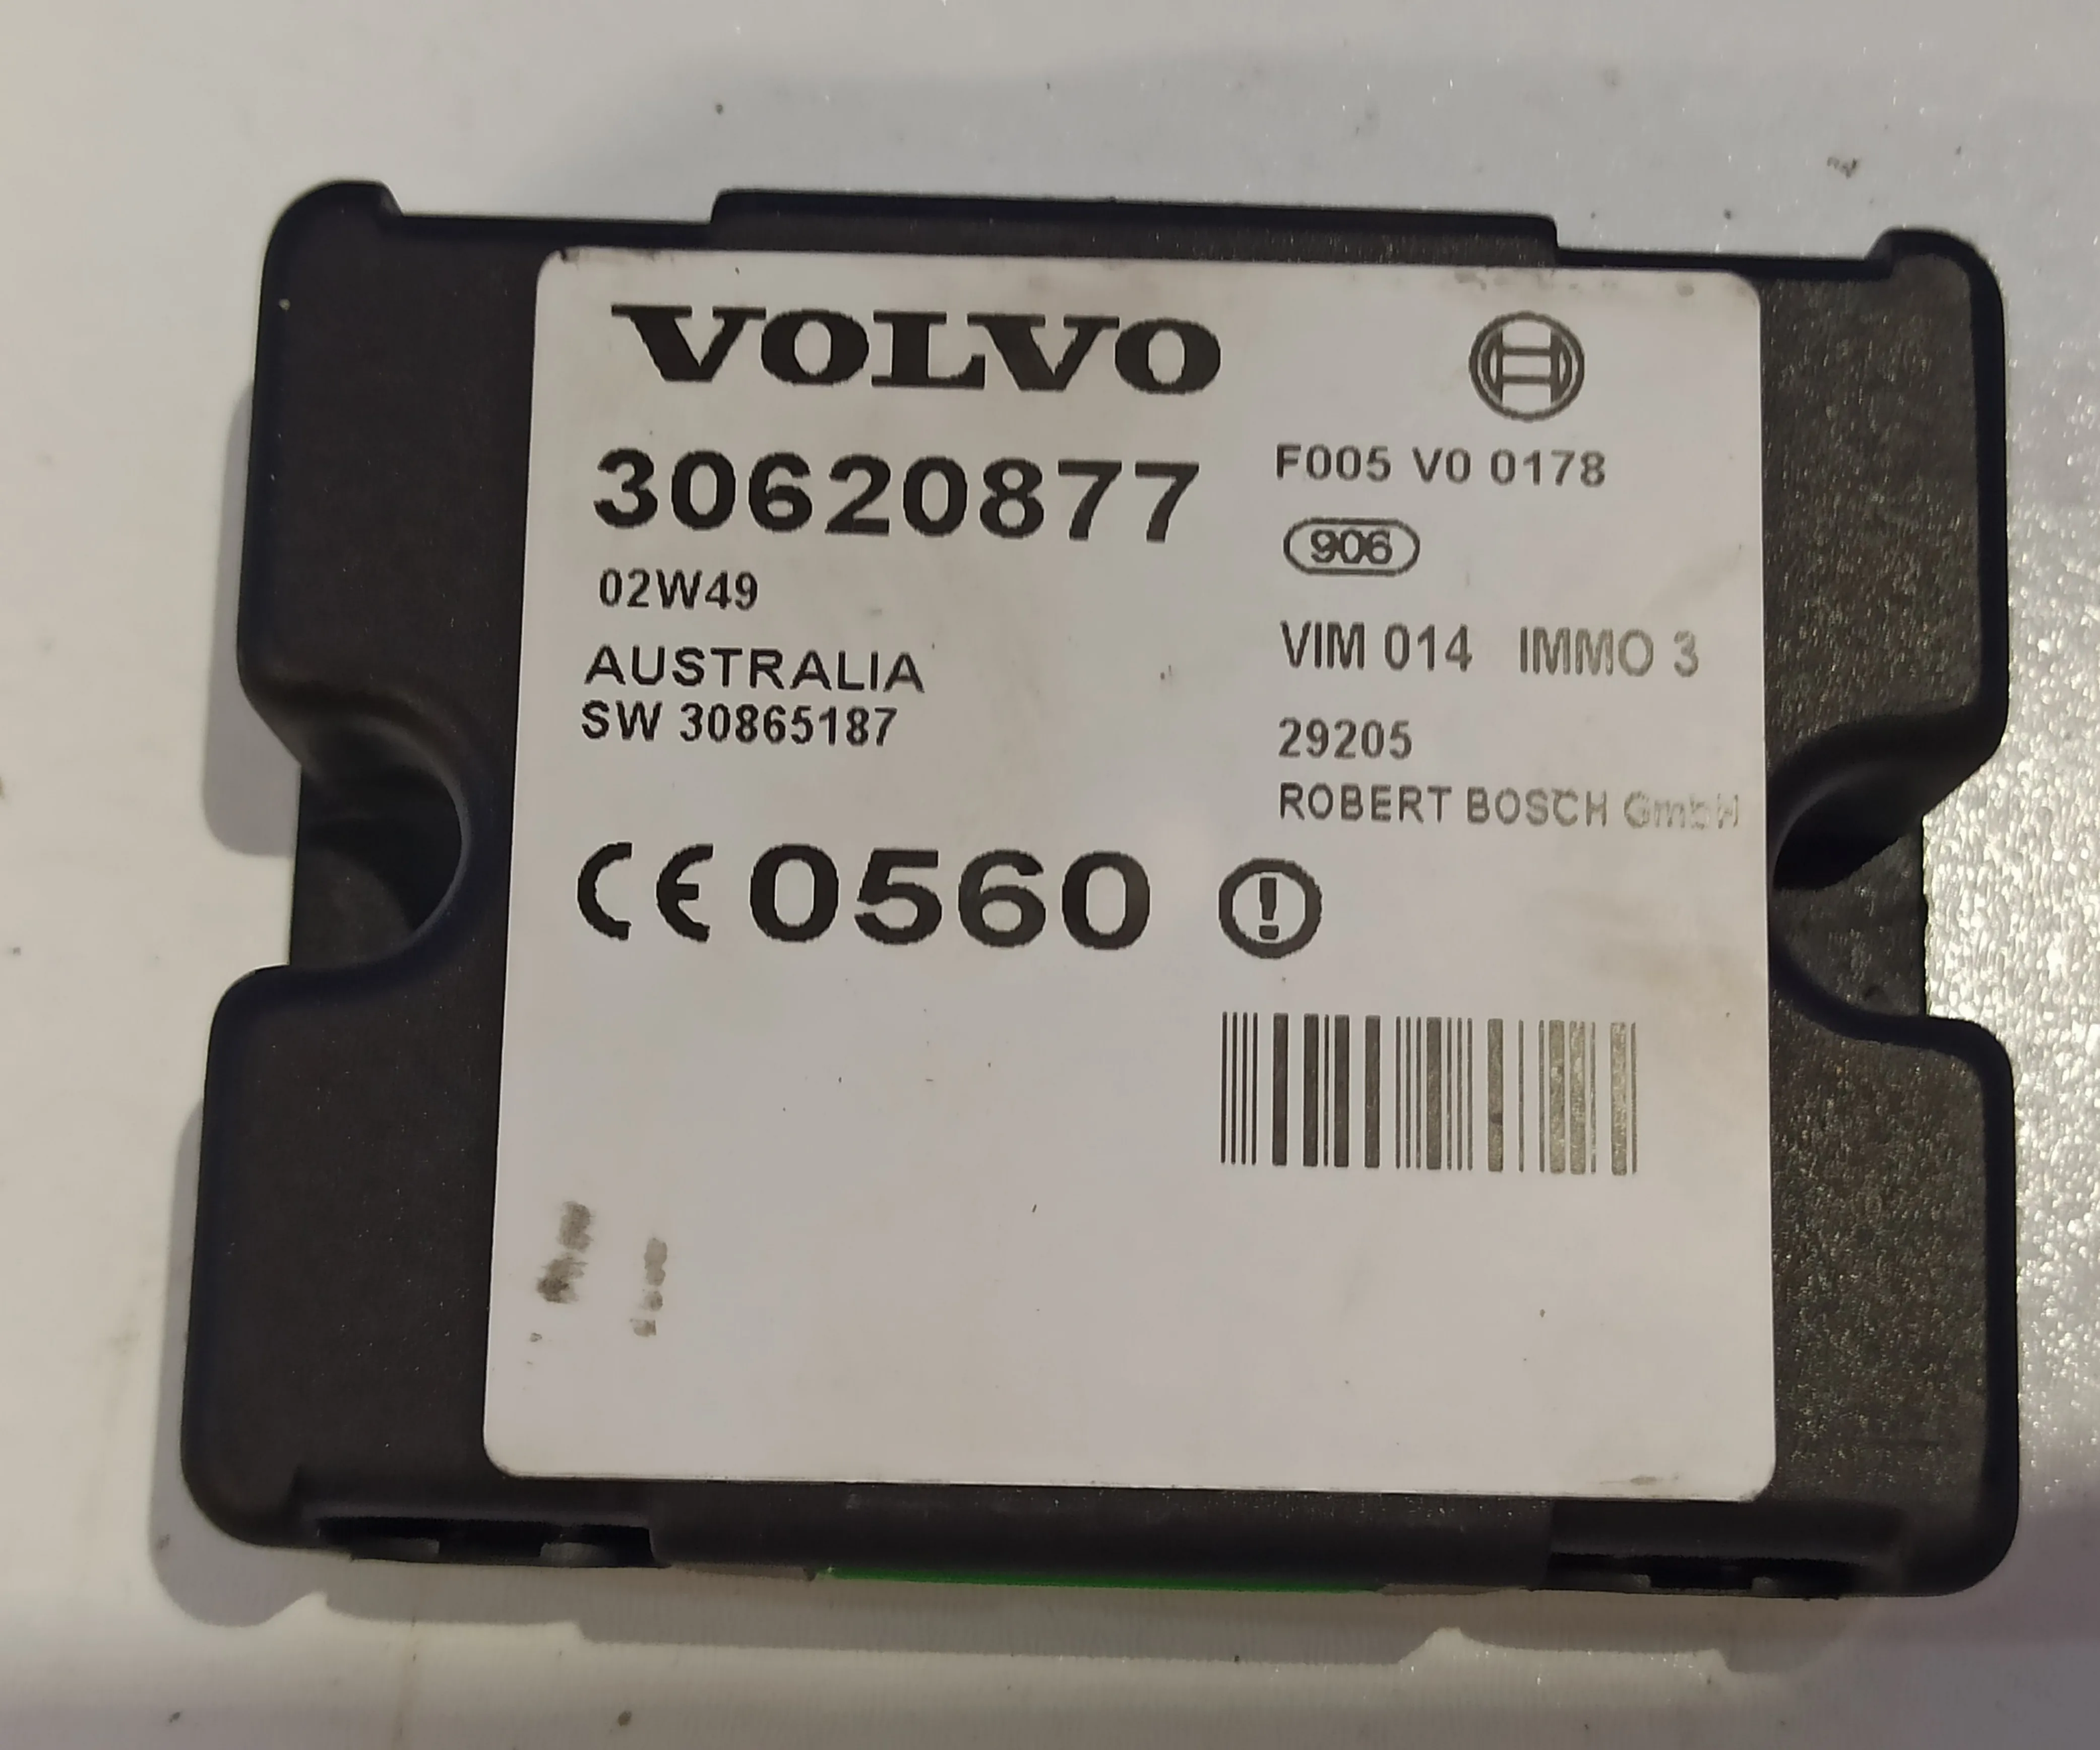 VOLVO
30620877
02W49
AUSTRALIA
SW 30865187
CE 0560
F005 V0 0178
906
VIM 014 IMMO 3
29205
ROBERT BOSCH GmbH